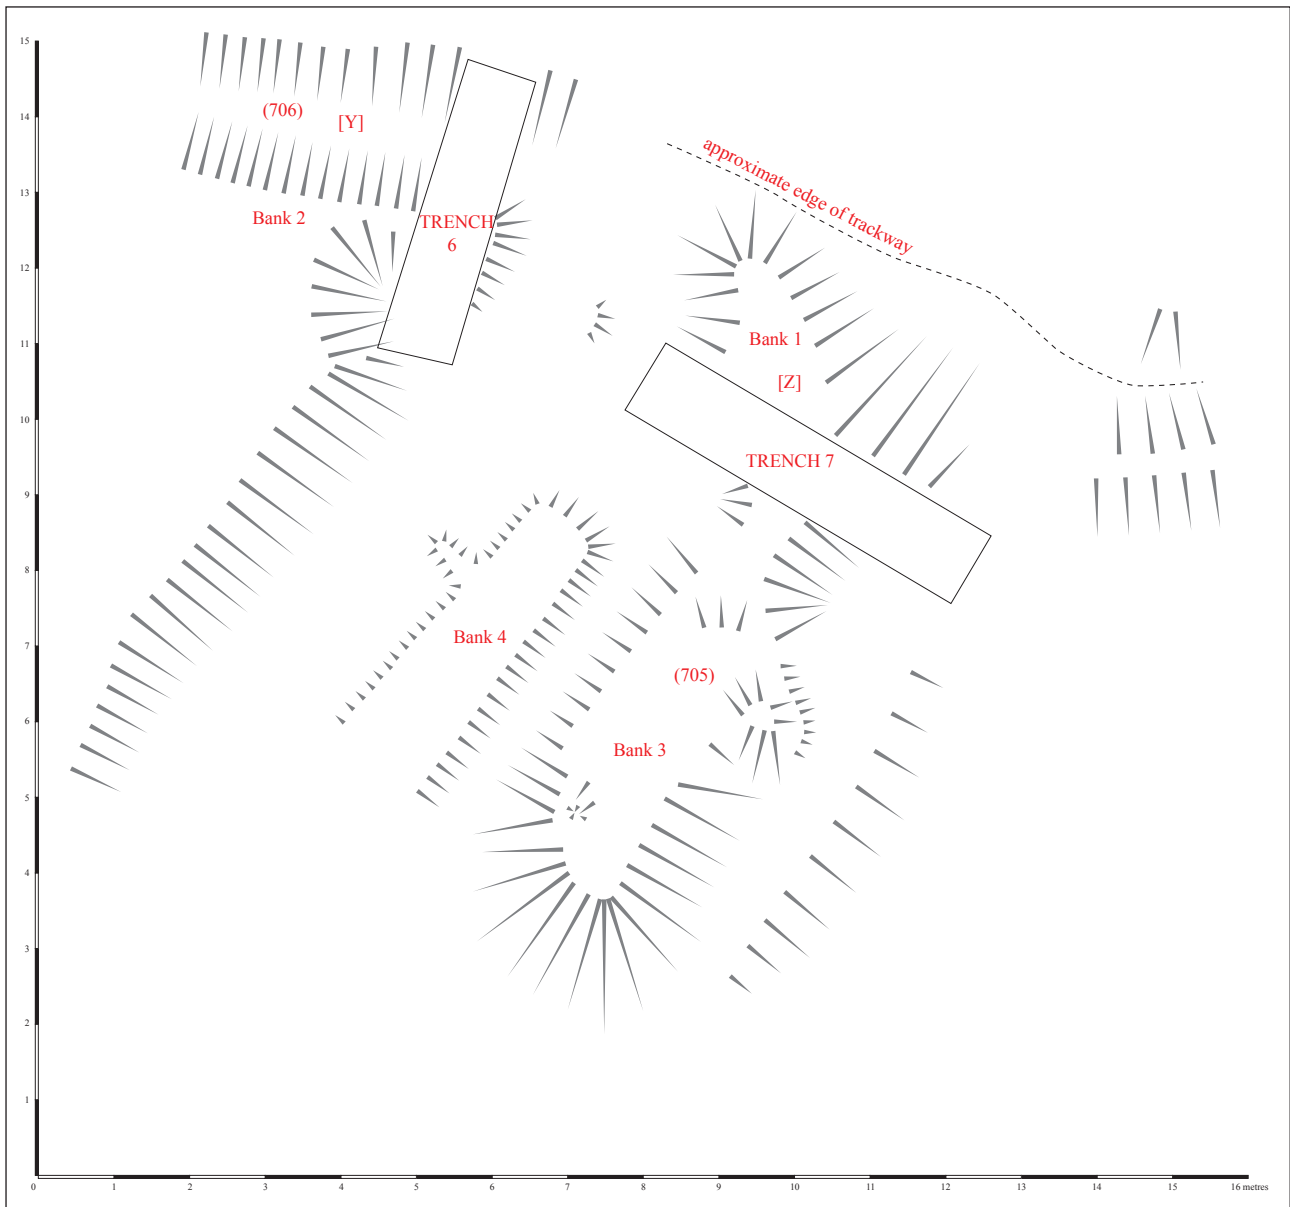 15
14
13
12
11
10
9
8
7
6
5
4
3
2
1
(706)
[Y]
Bank 2
TRENCH
6
approximate edge of trackway
Bank 1
[Z]
TRENCH 7
Bank 4
(705)
Bank 3
0 1 2 3 4 5 6 7 8 9 10 11 12 13 14 15 16 metres